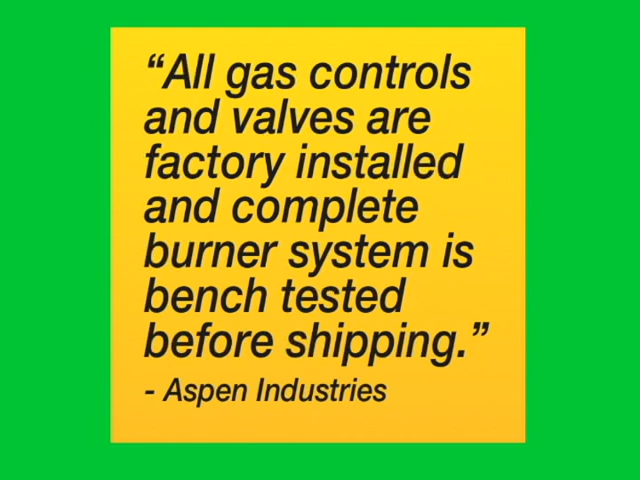 “All gas controls
and valves are
factory installed
and complete
burner system is
bench tested
before shipping.”
- Aspen Industries